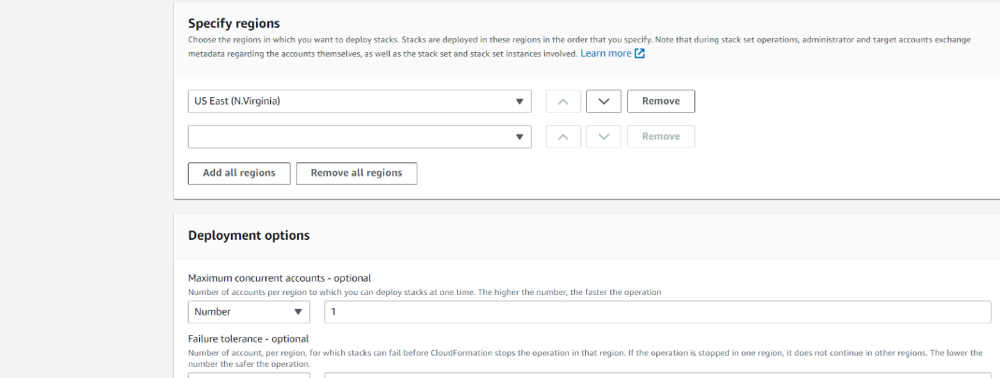 Specify regions
Choose the regions in which you want to deploy stacks. Stacks are deployed in these regions in the order that you specify. Note that during stack set operations, administrator and target accounts exchange
metadata regarding the accounts themselves, as well as the stack set and stack set instances involved. Learn more
US East (N.Virginia)
Remove
Remove
Add all regions
Remove all regions
Deployment options
Maximum concurrent accounts - optional
Number of accounts per region to which you can deploy stacks at one time. The higher the number, the faster the operation
Number
1
Failure tolerance - optional
Number of account, per region, for which stacks can fail before CloudFormation stops the operation in that region. If the operation is stopped in one region, it does not continue in other regions. The lower the
number the safer the operation.